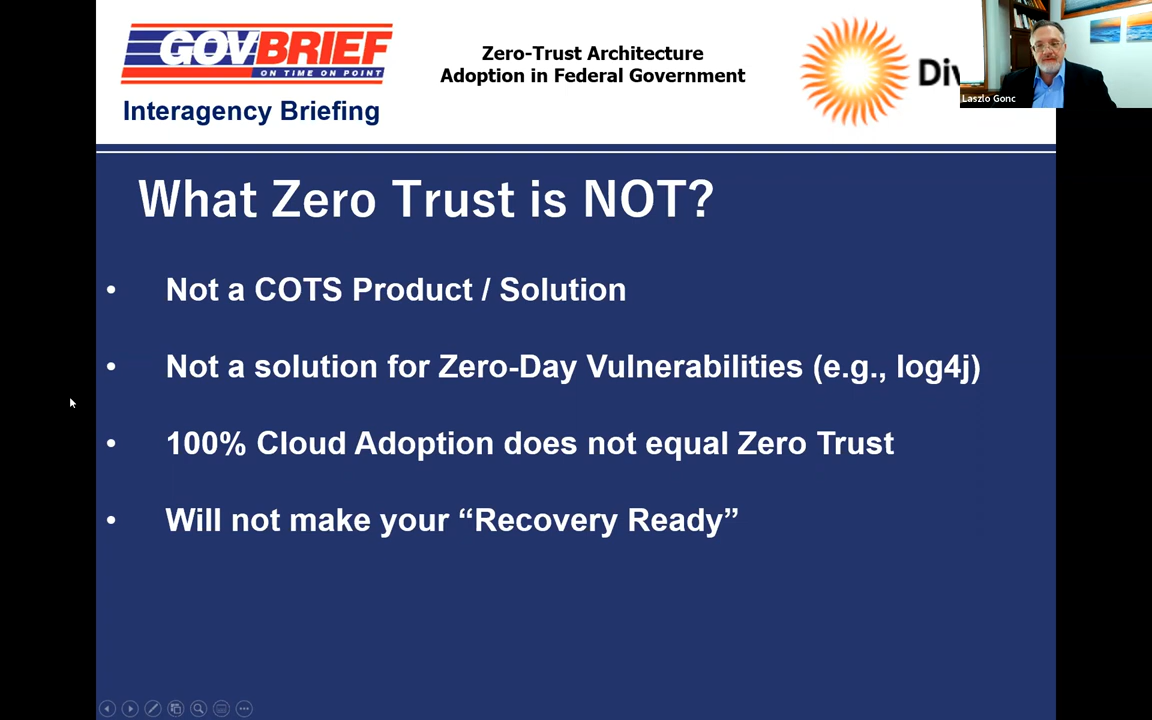 GOVBRIEF
ON TIME ON POINT
Interagency Briefing
Zero-Trust Architecture
Adoption in Federal Government
Laszlo Gonc
What Zero Trust is NOT?
• Not a COTS Product / Solution
• Not a solution for Zero-Day Vulnerabilities (e.g., log4j)
• 100% Cloud Adoption does not equal Zero Trust
• Will not make your “Recovery Ready”